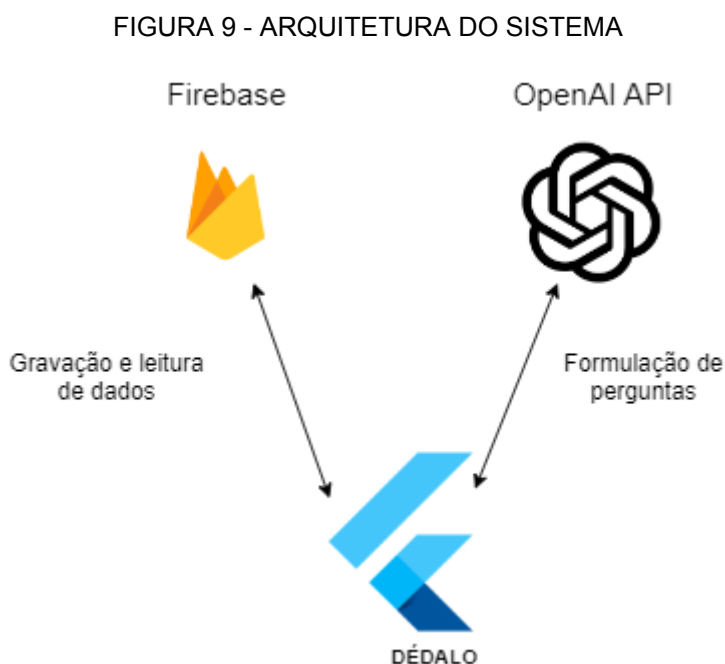 FIGURA 9 - ARQUITETURA DO SISTEMA
Firebase
OpenAI API
Gravação e leitura
de dados
Formulação de
perguntas
DÉDALO